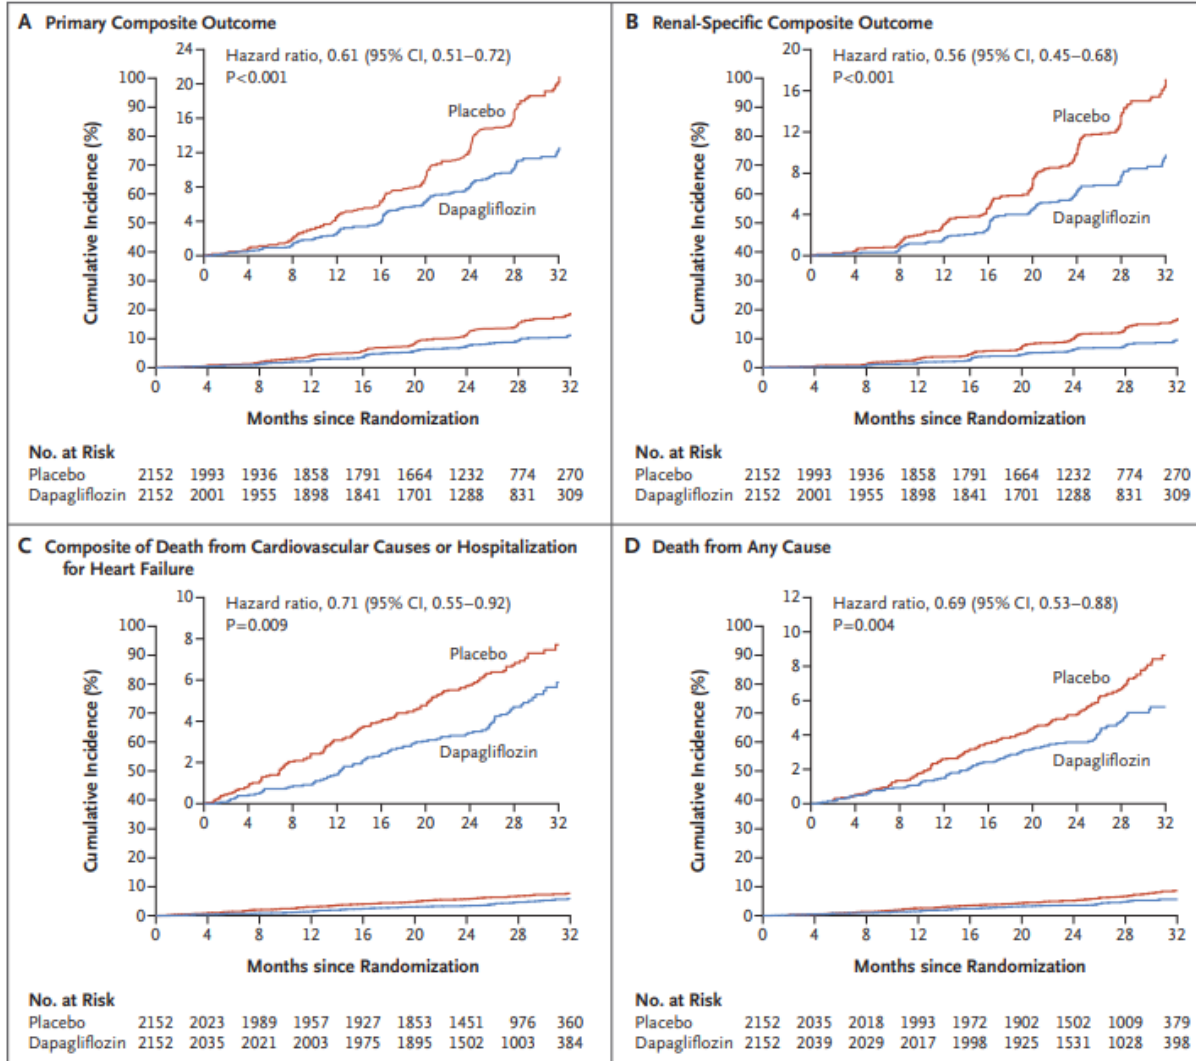 A Primary Composite Outcome
Hazard ratio, 0.61 (95% CI, 0.51–0.72)
P<0.001
Placebo
Dapagliflozin
24
20
16
12
8
4
0
0 4 8 12 16 20 24 28 32
Cumulative Incidence (%)
100
90
80
70
60
50
40
30
20
10
0
0 4 8 12 16 20 24 28 32
Months since Randomization
No. at Risk
Placebo 2152 1993 1936 1858 1791 1664 1232 774 270
Dapagliflozin 2152 2001 1955 1898 1841 1701 1288 831 309
B Renal-Specific Composite Outcome
Hazard ratio, 0.56 (95% CI, 0.45–0.68)
P<0.001
Placebo
Dapagliflozin
20
16
12
8
4
0
0 4 8 12 16 20 24 28 32
Cumulative Incidence (%)
100
90
80
70
60
50
40
30
20
10
0
0 4 8 12 16 20 24 28 32
Months since Randomization
No. at Risk
Placebo 2152 1993 1936 1858 1791 1664 1232 774 270
Dapagliflozin 2152 2001 1955 1898 1841 1701 1288 831 309
C Composite of Death from Cardiovascular Causes or Hospitalization
for Heart Failure
Hazard ratio, 0.71 (95% CI, 0.55–0.92)
P=0.009
Placebo
Dapagliflozin
10
8
6
4
2
0
0 4 8 12 16 20 24 28 32
Cumulative Incidence (%)
100
90
80
70
60
50
40
30
20
10
0
0 4 8 12 16 20 24 28 32
Months since Randomization
No. at Risk
Placebo 2152 2023 1989 1957 1927 1853 1451 976 360
Dapagliflozin 2152 2035 2021 2003 1975 1895 1502 1003 384
D Death from Any Cause
Hazard ratio, 0.69 (95% CI, 0.53–0.88)
P=0.004
Placebo
Dapagliflozin
12
10
8
6
4
2
0
0 4 8 12 16 20 24 28 32
Cumulative Incidence (%)
100
90
80
70
60
50
40
30
20
10
0
0 4 8 12 16 20 24 28 32
Months since Randomization
No. at Risk
Placebo 2152 2035 2018 1993 1972 1902 1502 1009 379
Dapagliflozin 2152 2039 2029 2017 1998 1925 1531 1028 398